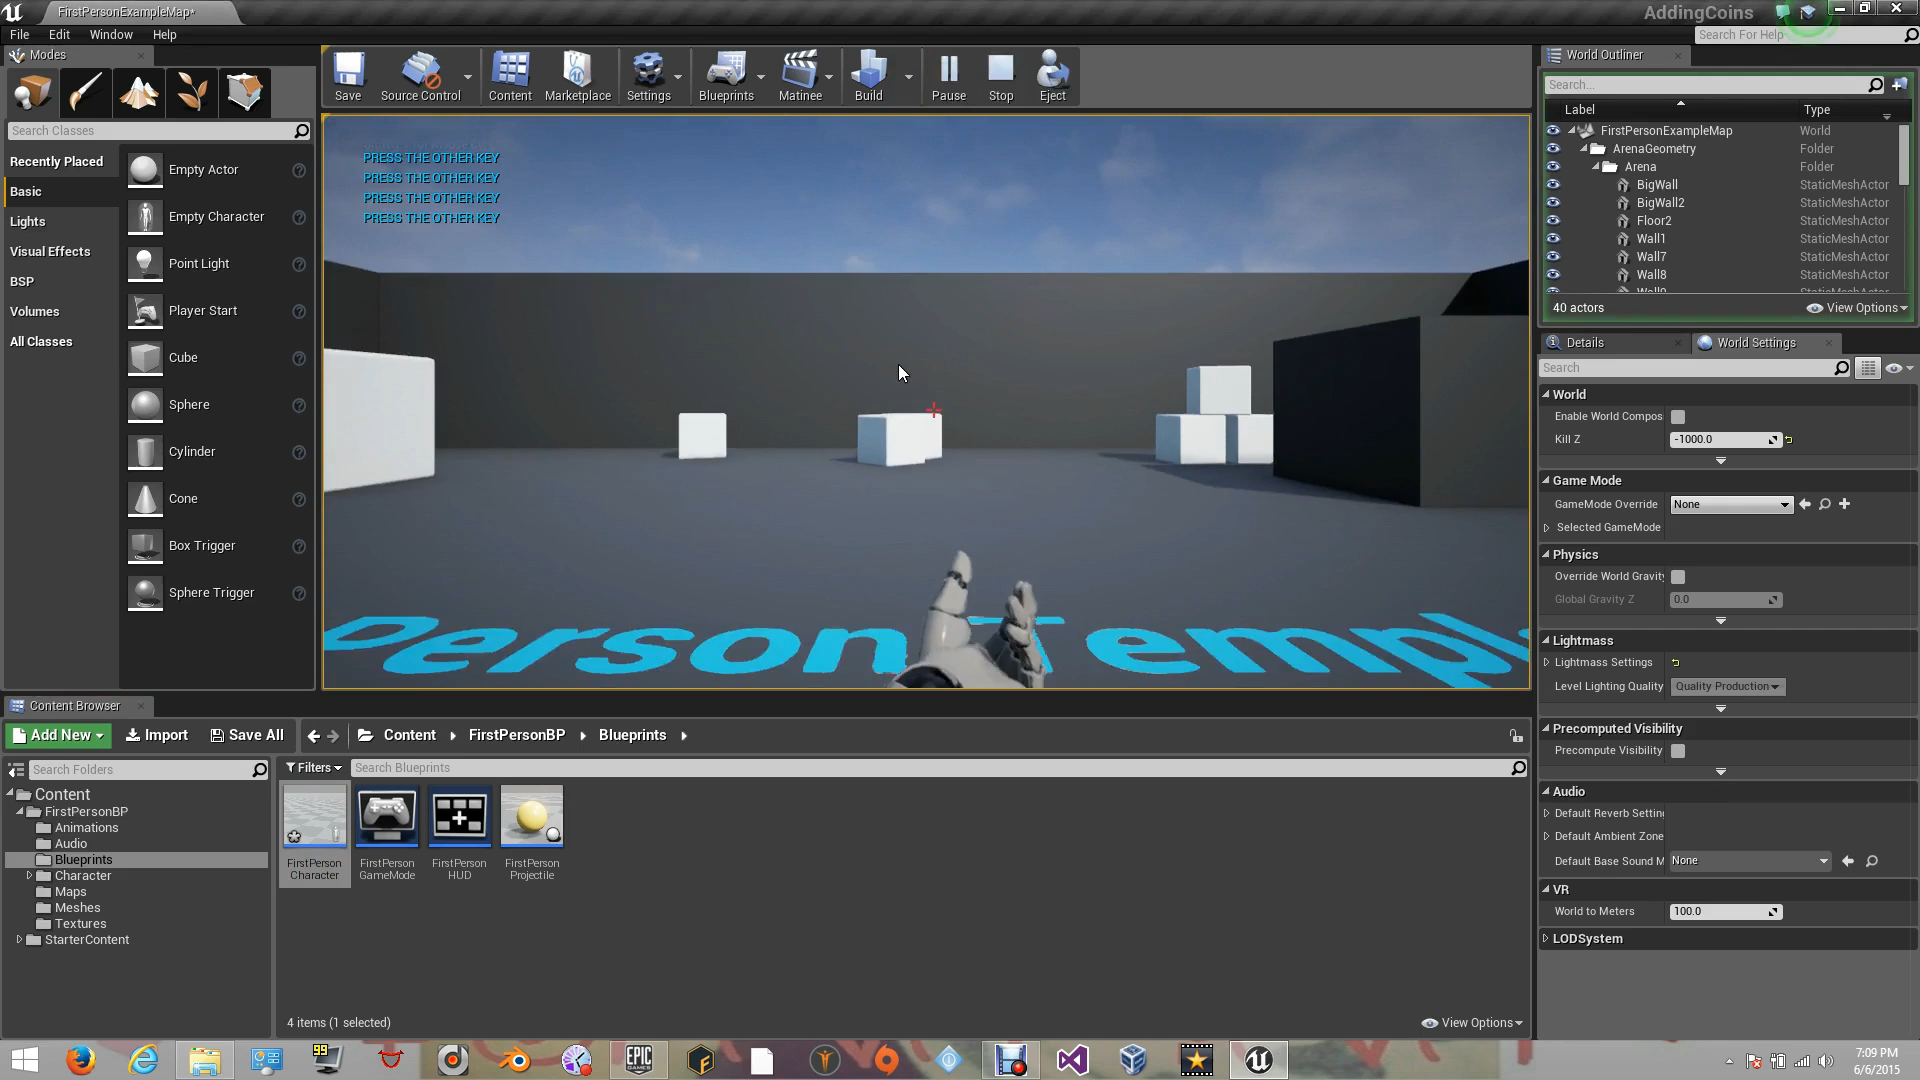 FirstPersonExampleMap*
AddingCoins
File Edit Window Help
Search For Help
Modes
Save Source Control Content Marketplace Settings Blueprints Matinee Build Pause Stop Eject
World Outliner
Search...
Label Type
Search Classes
Recently Placed
Basic
Lights
Visual Effects
BSP
Volumes
All Classes
Empty Actor
Empty Character
Point Light
Player Start
Cube
Sphere
Cylinder
Cone
Box Trigger
Sphere Trigger
PRESS THE OTHER KEY
PRESS THE OTHER KEY
PRESS THE OTHER KEY
PRESS THE OTHER KEY
Person Templ
FirstPersonExampleMap World
ArenaGeometry Folder
Arena Folder
BigWall StaticMeshActor
BigWall2 StaticMeshActor
Floor2 StaticMeshActor
Wall1 StaticMeshActor
Wall7 StaticMeshActor
Wall8 StaticMeshActor
40 actors View Options
Details World Settings
Search
World
Enable World Compos
Kill Z -1000.0
Game Mode
GameMode Override None
Selected GameMode
Physics
Override World Gravity
Global Gravity Z 0.0
Lightmass
Lightmass Settings
Level Lighting Quality Quality Production
Precomputed Visibility
Precompute Visibility
Audio
Default Reverb Setting
Default Ambient Zone
Default Base Sound M None
VR
World to Meters 100.0
LODSystem
Content Browser
Add New Import Save All Content FirstPersonBP Blueprints
Search Folders
Filters Search Blueprints
Content
FirstPersonBP
Animations
Audio
Blueprints
Character
Maps
Meshes
Textures
StarterContent
FirstPerson Character
FirstPerson GameMode
FirstPerson HUD
FirstPerson Projectile
4 items (1 selected) View Options
99
EPIC GAMES
7:09 PM
6/6/2015